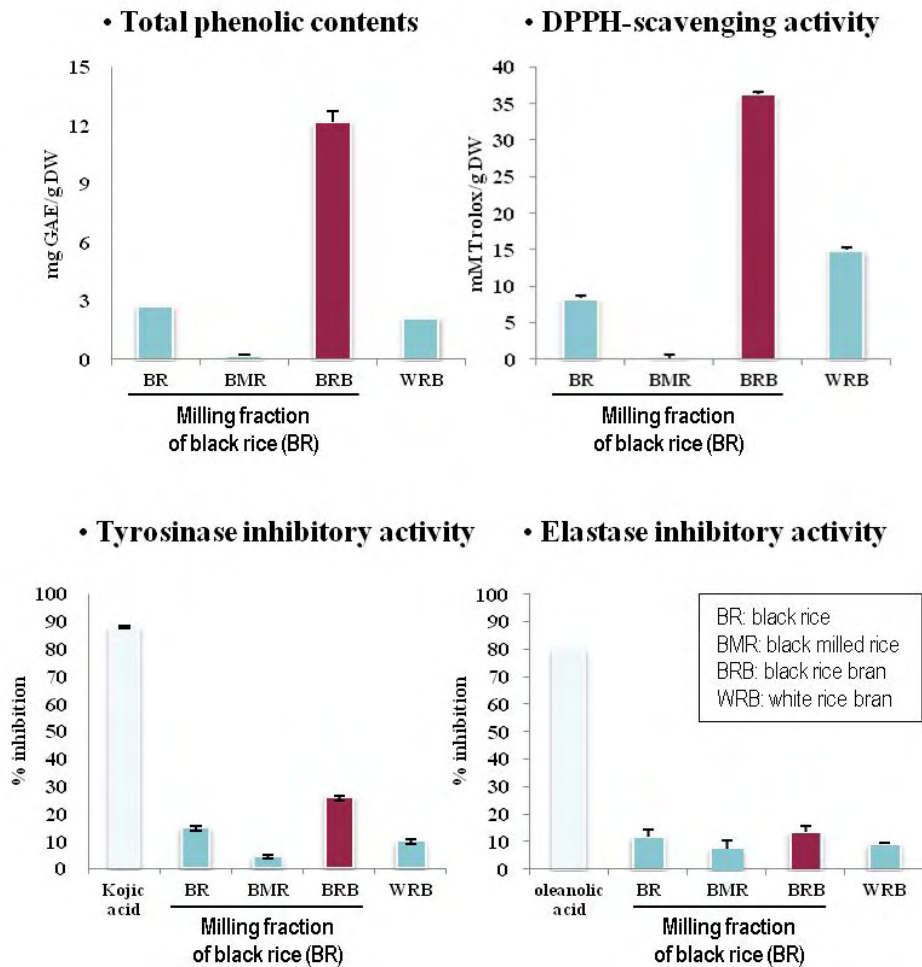 • Total phenolic contents
15
12
9
6
3
0
mg GAE/g DW
BR BMR BRB WRB
Milling fraction
of black rice (BR)
• DPPH-scavenging activity
40
35
30
25
20
15
10
5
0
mM Trolox/g DW
BR BMR BRB WRB
Milling fraction
of black rice (BR)
• Tyrosinase inhibitory activity
100
90
80
70
60
50
40
30
20
10
0
% inhibition
Kojic
acid
BR BMR BRB WRB
Milling fraction
of black rice (BR)
• Elastase inhibitory activity
100
90
80
70
60
50
40
30
20
10
0
% inhibition
BR: black rice
BMR: black milled rice
BRB: black rice bran
WRB: white rice bran
oleanolic
acid
BR BMR BRB WRB
Milling fraction
of black rice (BR)